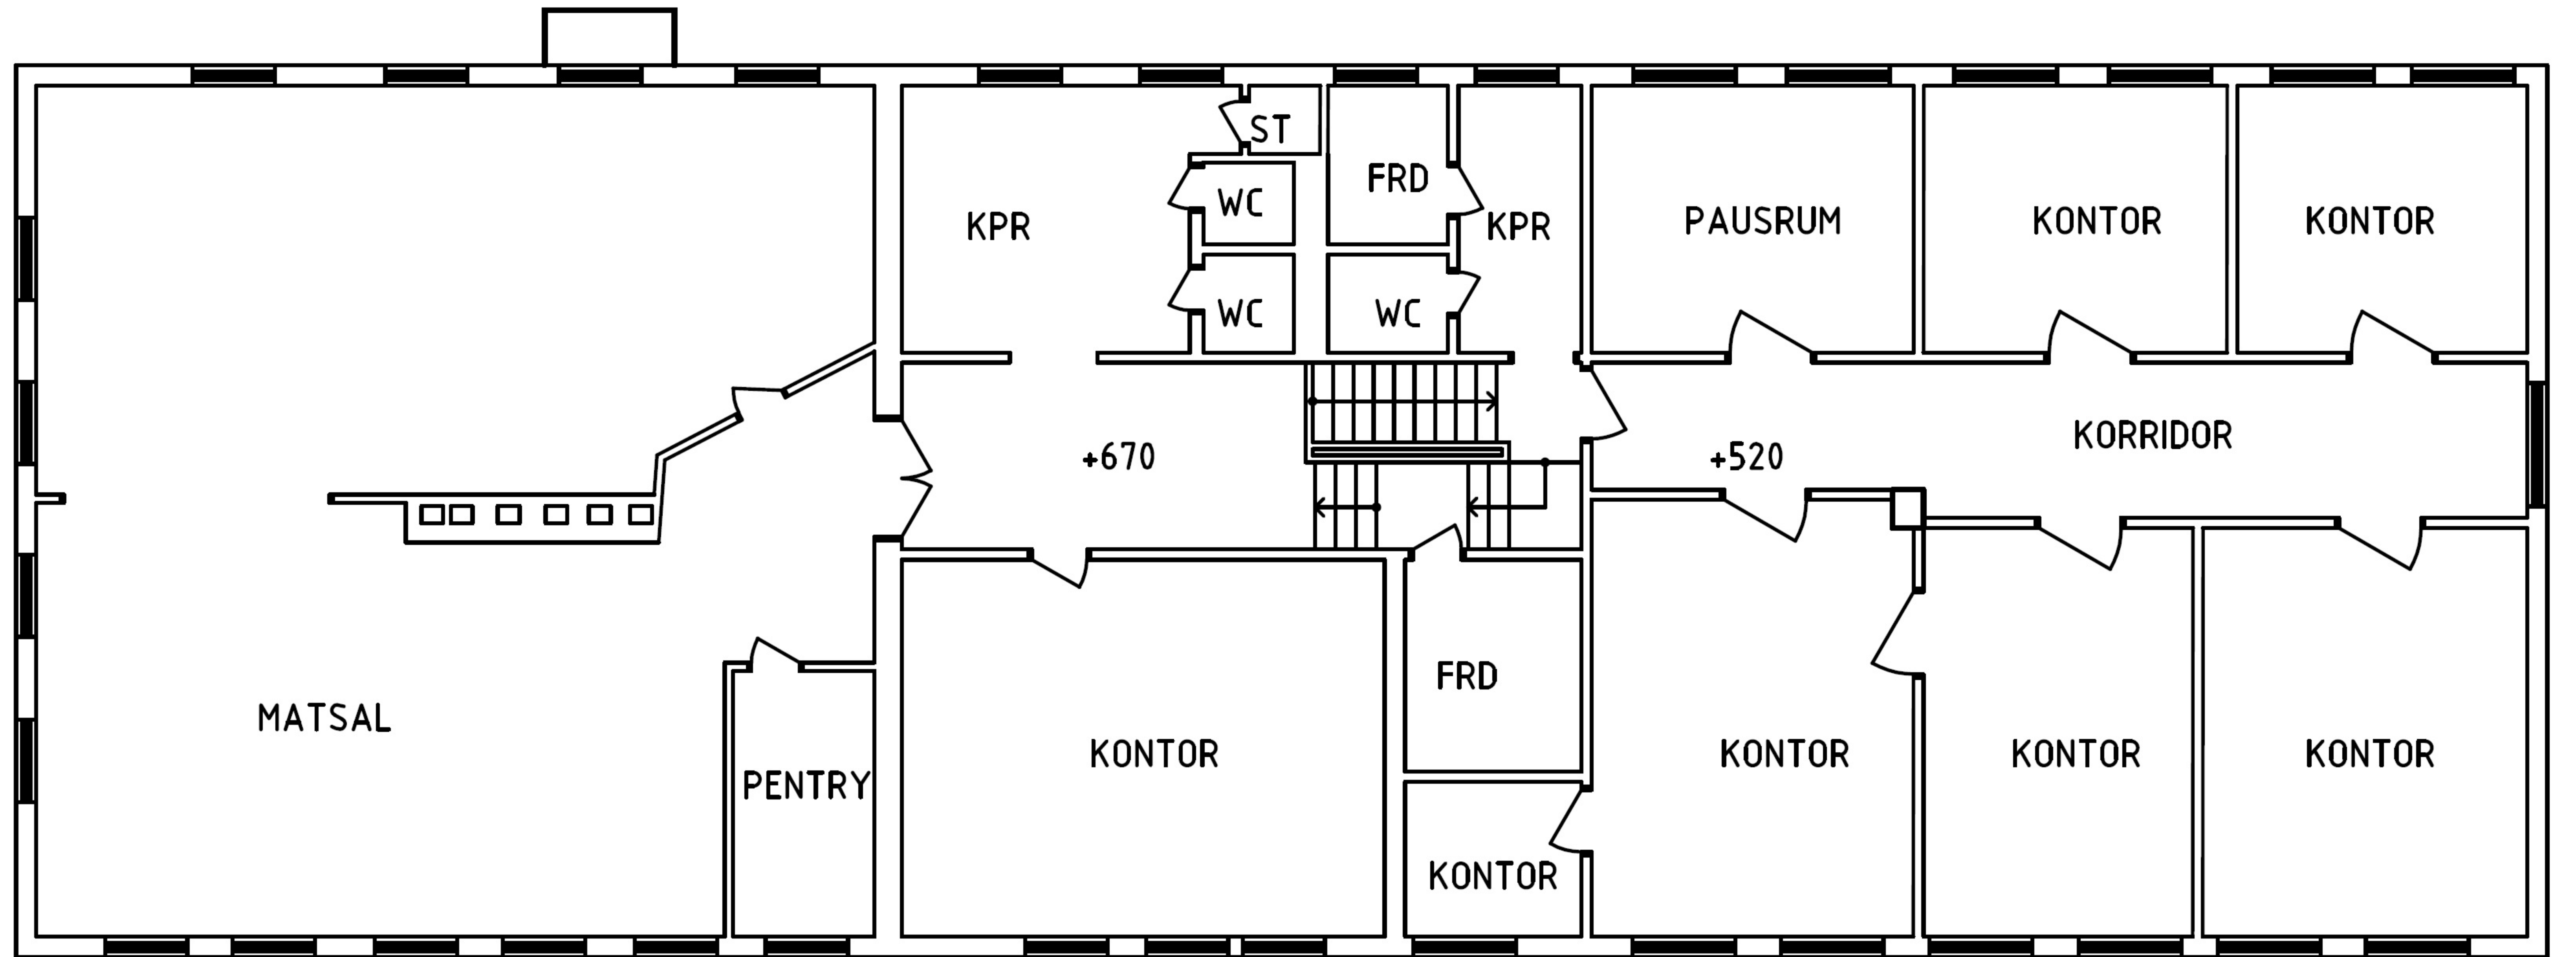 ST
FRD
WC
KPR
KPR
PAUSRUM
KONTOR
KONTOR
WC
WC
KORRIDOR
+670
+520
FRD
MATSAL
KONTOR
KONTOR
KONTOR
KONTOR
PENTRY
KONTOR